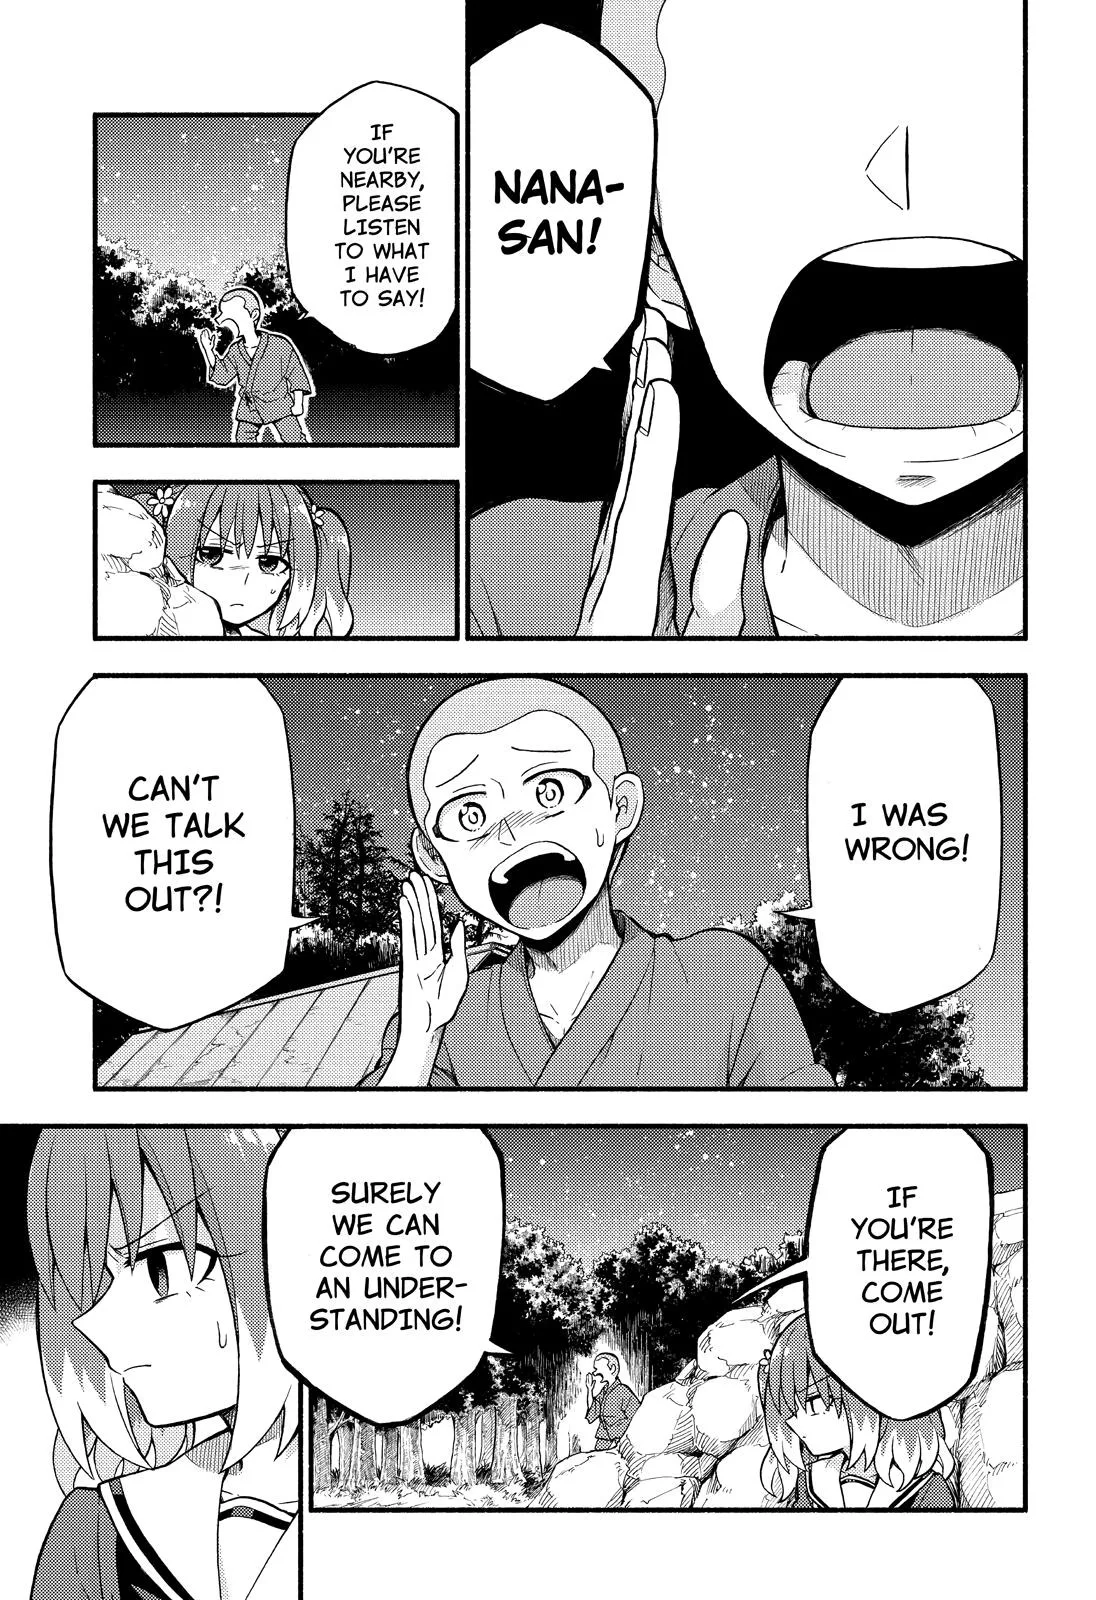 NANA-
SAN!
IF
YOU'RE
NEARBY,
PLEASE
LISTEN
TO WHAT
I HAVE
TO SAY!
I WAS
WRONG!
CAN'T
WE TALK
THIS
OUT?!
IF
YOU'RE
THERE,
COME
OUT!
SURELY
WE CAN
COME TO
AN UNDER-
STANDING!